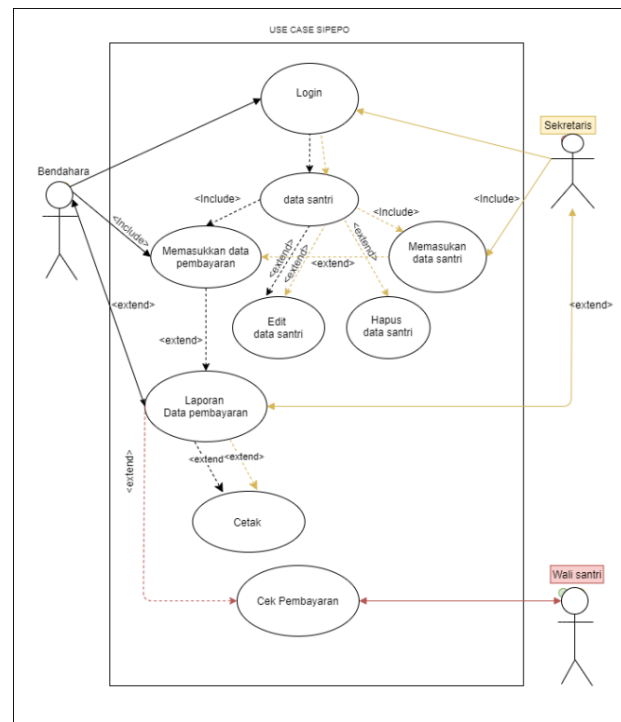 USE CASE SIPEPO
Login
Sekretaris
Bendahara
<Include>
data santri
<Include>
<Include>
<Include>
Memasukkan data
pembayaran
<extend>
<extend>
<extend>
<extend>
Memasukan
data santri
<extend>
<extend>
<extend>
Edit
data santri
Hapus
data santri
Laporan
Data pembayaran
<extend>
<extend
<extend>
Cetak
Wali santri
Cek Pembayaran